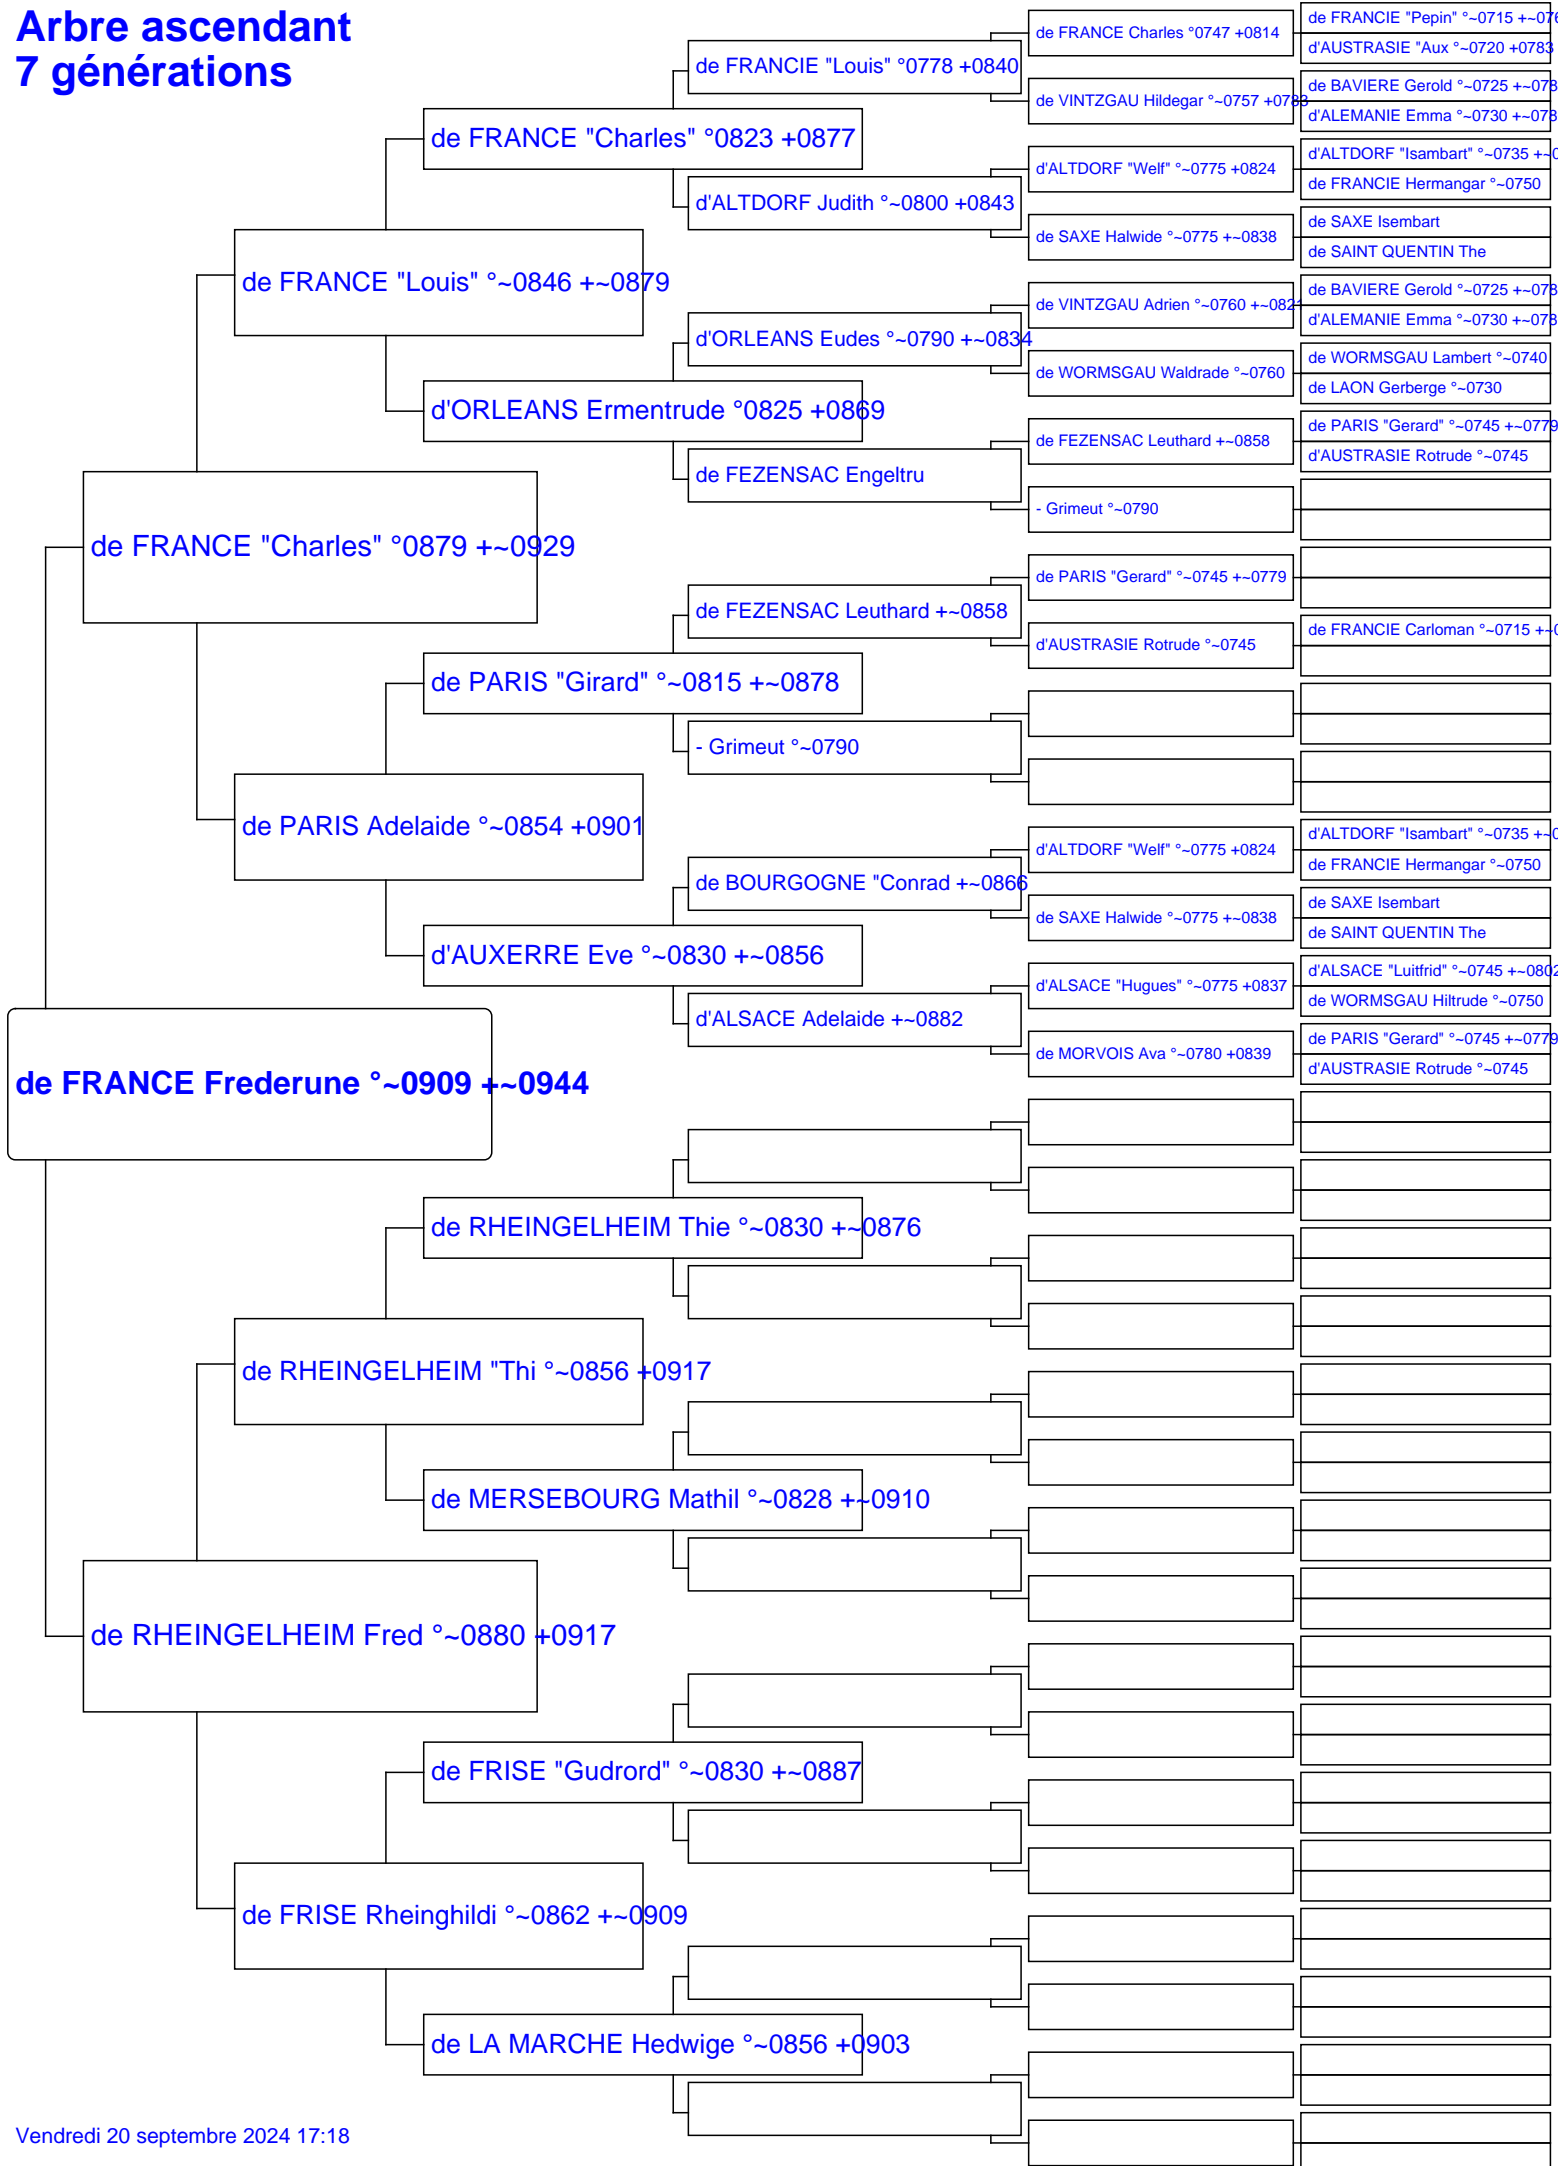 Arbre ascendant
7 générations
de FRANCE Frederune °~0909 +~0944
de FRANCE "Charles" °0879 +~0929
de RHEINGELHEIM Fred °~0880 +0917
de FRANCE "Louis" °~0846 +~0879
de PARIS Adelaide °~0854 +0901
de RHEINGELHEIM "Thi °~0856 +0917
de FRISE Rheinghildi °~0862 +~0909
de FRANCE "Charles" °0823 +0877
d'ORLEANS Ermentrude °0825 +0869
de PARIS "Girard" °~0815 +~0878
d'AUXERRE Eve °~0830 +~0856
de RHEINGELHEIM Thie °~0830 +~0876
de MERSEBOURG Mathil °~0828 +~0910
de FRISE "Gudrord" °~0830 +~0887
de LA MARCHE Hedwige °~0856 +0903
de FRANCIE "Louis" °0778 +0840
d'ALTDORF Judith °~0800 +0843
d'ORLEANS Eudes °~0790 +~0834
de FEZENSAC Engeltru
de FEZENSAC Leuthard +~0858
- Grimeut °~0790
de BOURGOGNE "Conrad +~0866
d'ALSACE Adelaide +~0882
de FRANCE Charles °0747 +0814
de VINTZGAU Hildegar °~0757 +0783
d'ALTDORF "Welf" °~0775 +0824
de SAXE Halwide °~0775 +~0838
de VINTZGAU Adrien °~0760 +~0821
de WORMSGAU Waldrade °~0760
de FEZENSAC Leuthard +~0858
- Grimeut °~0790
de PARIS "Gerard" °~0745 +~0779
d'AUSTRASIE Rotrude °~0745
d'ALTDORF "Welf" °~0775 +0824
de SAXE Halwide °~0775 +~0838
d'ALSACE "Hugues" °~0775 +0837
de MORVOIS Ava °~0780 +0839
de FRANCIE "Pepin" °~0715 +~076
d'AUSTRASIE "Aux °~0720 +0783
de BAVIERE Gerold °~0725 +~078
d'ALEMANIE Emma °~0730 +~078
d'ALTDORF "Isambart" °~0735 +~0
de FRANCIE Hermangar °~0750
de SAXE Isembart
de SAINT QUENTIN The
de BAVIERE Gerold °~0725 +~078
d'ALEMANIE Emma °~0730 +~078
de WORMSGAU Lambert °~0740
de LAON Gerberge °~0730
de PARIS "Gerard" °~0745 +~0779
d'AUSTRASIE Rotrude °~0745
de FRANCIE Carloman °~0715 +~0
d'ALTDORF "Isambart" °~0735 +~0
de FRANCIE Hermangar °~0750
de SAXE Isembart
de SAINT QUENTIN The
d'ALSACE "Luitfrid" °~0745 +~0802
de WORMSGAU Hiltrude °~0750
de PARIS "Gerard" °~0745 +~0779
d'AUSTRASIE Rotrude °~0745
Vendredi 20 septembre 2024 17:18